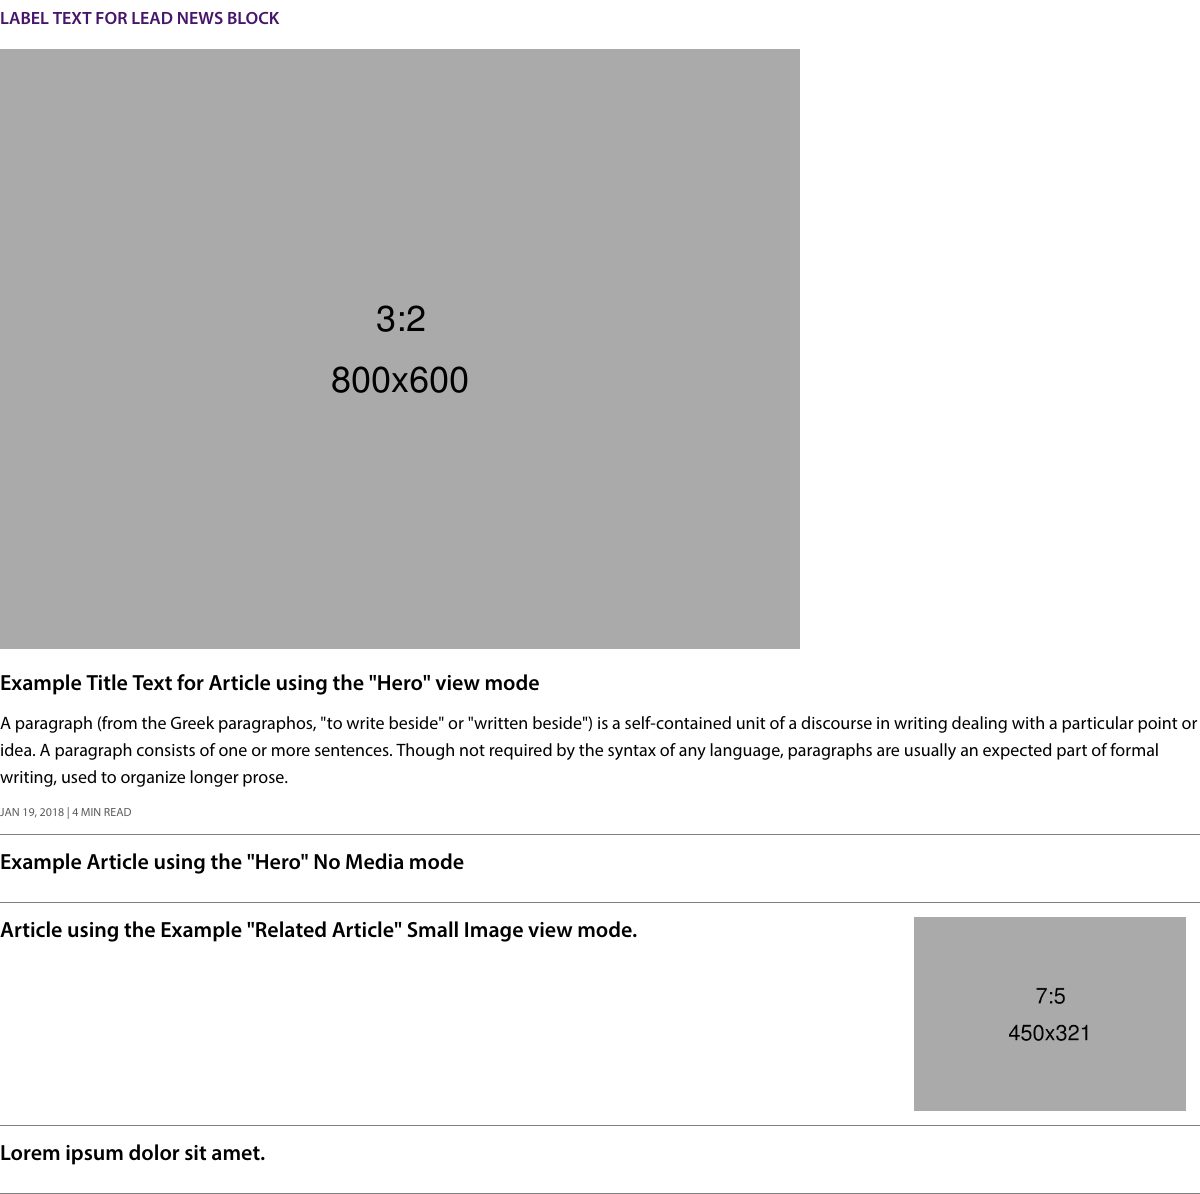 LABEL TEXT FOR LEAD NEWS BLOCK
3:2
800x600
Example Title Text for Article using the "Hero" view mode
A paragraph (from the Greek paragraphos, "to write beside" or "written beside") is a self-contained unit of a discourse in writing dealing with a particular point or
idea. A paragraph consists of one or more sentences. Though not required by the syntax of any language, paragraphs are usually an expected part of formal
writing, used to organize longer prose.
JAN 19, 2018 | 4 MIN READ
Example Article using the "Hero" No Media mode
Article using the Example "Related Article" Small Image view mode.
7:5
450x321
Lorem ipsum dolor sit amet.